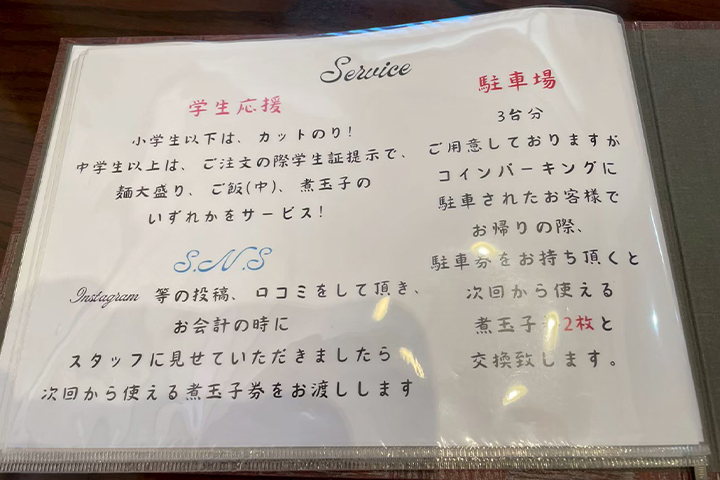 Service
学生応援
小学生以下は、カットのり!
中学生以上は、ご注文の際学生証提示で、
麺大盛り、ご飯(中)、煮玉子の
いずれかをサービス!
S.N.S
Instagram 等の投稿、口コミをして頂き、
お会計の時に
スタッフに見せていただきましたら
次回から使える煮玉子券をお渡しします
駐車場
3台分
ご用意しておりますが
コインパーキングに
駐車されたお客様で
お帰りの際、
駐車券をお持ち頂くと
次回から使える
煮玉子 2枚と
交換致します。